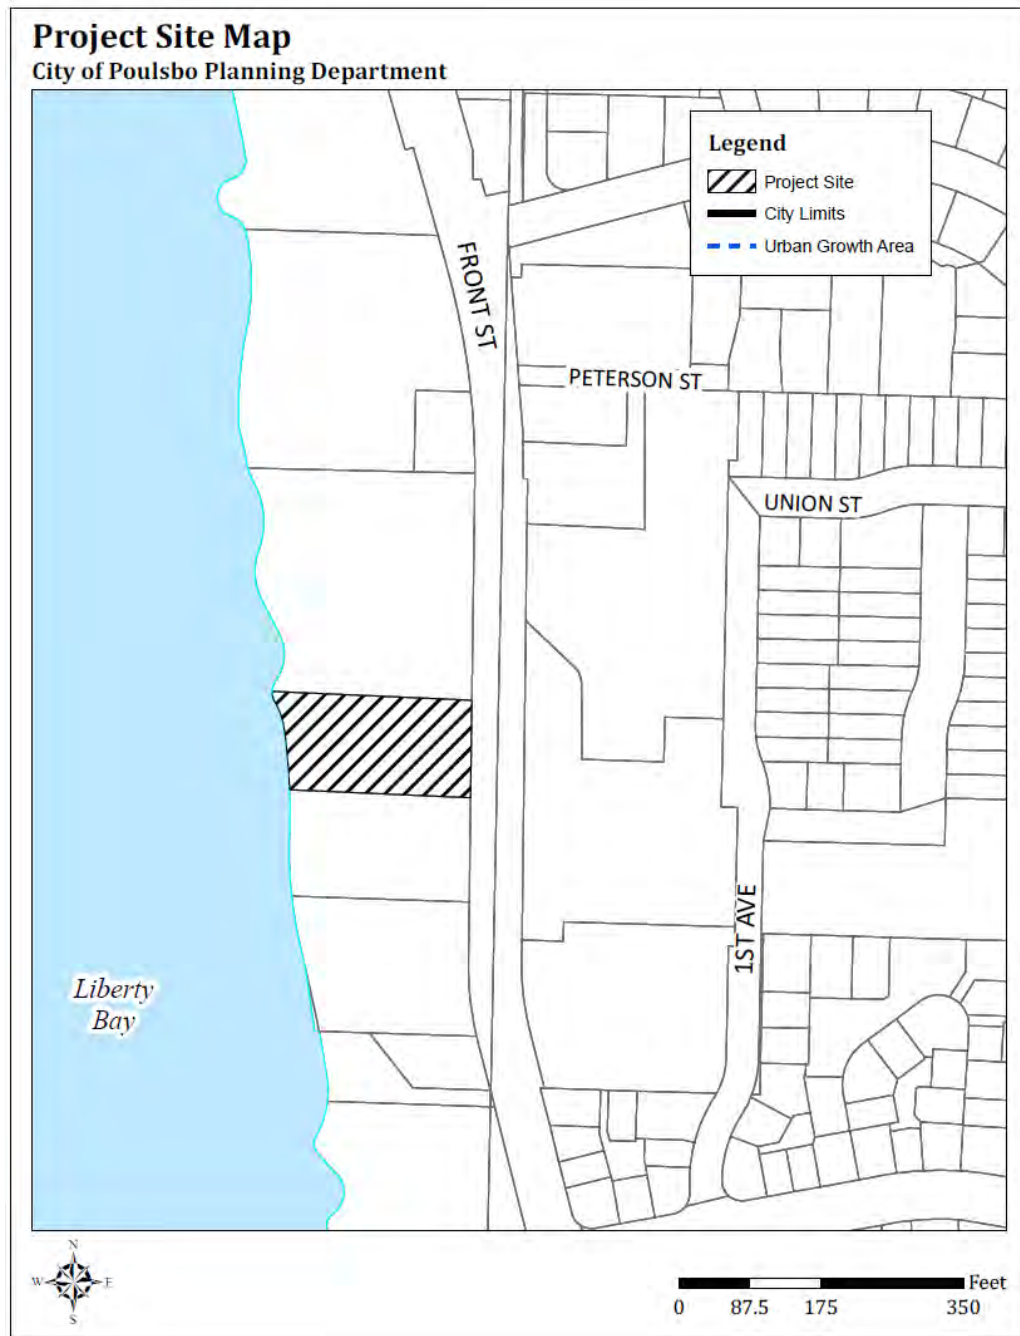 Project Site Map
City of Poulsbo Planning Department
Legend
Project Site
City Limits
Urban Growth Area
FRONT ST
PETERSON ST
UNION ST
1ST AVE
Liberty
Bay
N
W E
S
Feet
0 87.5 175 350